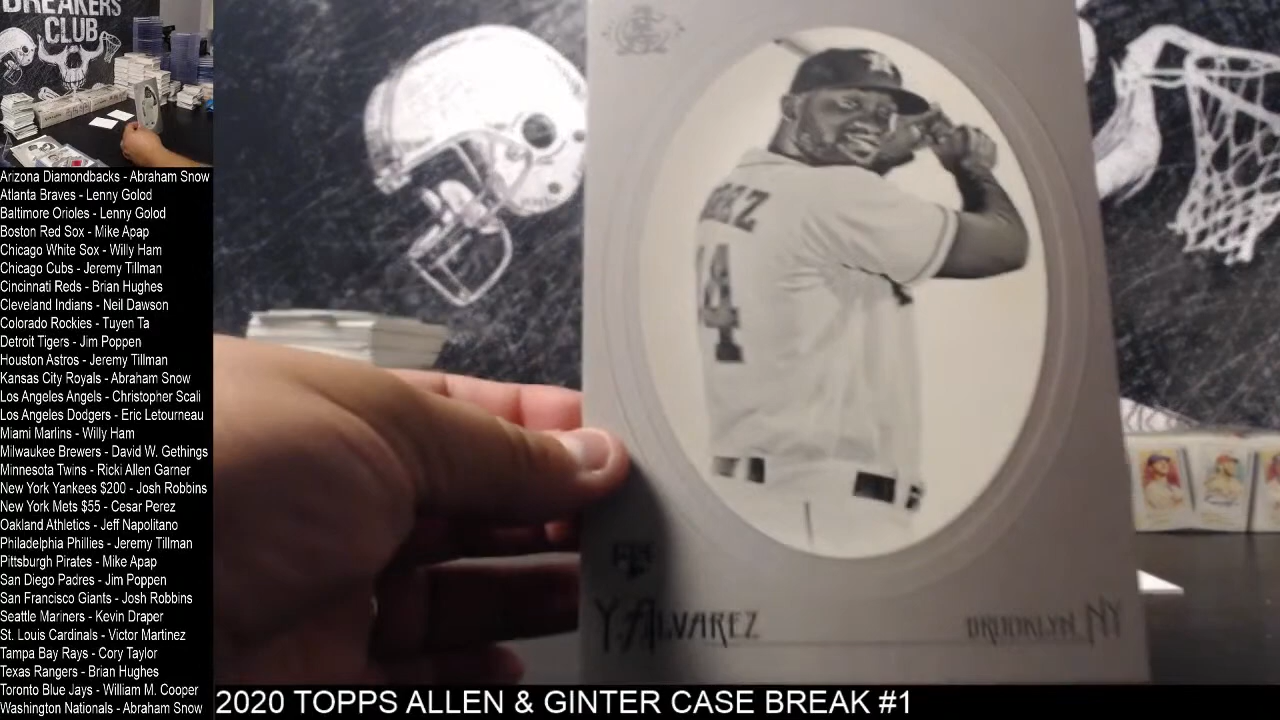 BREAKERS
CLUB
Arizona Diamondbacks - Abraham Snow
Atlanta Braves - Lenny Golod
Baltimore Orioles - Lenny Golod
Boston Red Sox - Mike Apap
Chicago White Sox - Willy Ham
Chicago Cubs - Jeremy Tillman
Cincinnati Reds - Brian Hughes
Cleveland Indians - Neil Dawson
Colorado Rockies - Tuyen Ta
Detroit Tigers - Jim Poppen
Houston Astros - Jeremy Tillman
Kansas City Royals - Abraham Snow
Los Angeles Angels - Christopher Scali
Los Angeles Dodgers - Eric Letourneau
Miami Marlins - Willy Ham
Milwaukee Brewers - David W. Gethings
Minnesota Twins - Ricki Allen Garner
New York Yankees $200 - Josh Robbins
New York Mets $55 - Cesar Perez
Oakland Athletics - Jeff Napolitano
Philadelphia Phillies - Jeremy Tillman
Pittsburgh Pirates - Mike Apap
San Diego Padres - Jim Poppen
San Francisco Giants - Josh Robbins
Seattle Mariners - Kevin Draper
St. Louis Cardinals - Victor Martinez
Tampa Bay Rays - Cory Taylor
Texas Rangers - Brian Hughes
Toronto Blue Jays - William M. Cooper
Washington Nationals - Abraham Snow
REZ
44
Y. ALVAREZ
BROOKLYN, NY
2020 TOPPS ALLEN & GINTER CASE BREAK #1